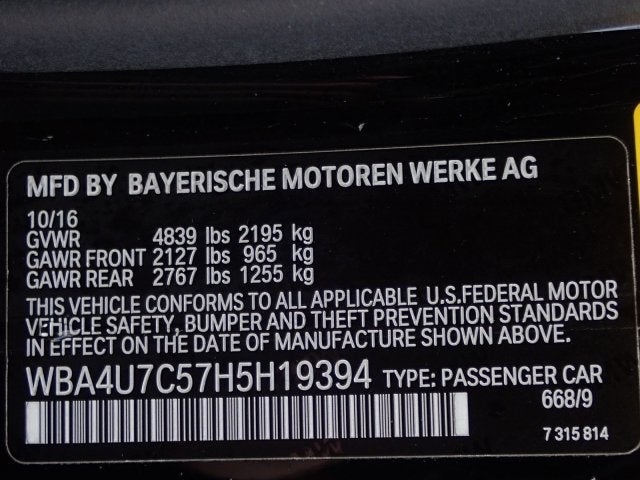 MFD BY BAYERISCHE MOTOREN WERKE AG
10/16
GVWR 4839 lbs 2195 kg
GAWR FRONT 2127 lbs 965 kg
GAWR REAR 2767 lbs 1255 kg
THIS VEHICLE CONFORMS TO ALL APPLICABLE U.S.FEDERAL MOTOR
VEHICLE SAFETY, BUMPER AND THEFT PREVENTION STANDARDS
IN EFFECT ON THE DATE OF MANUFACTURE SHOWN ABOVE.
WBA4U7C57H5H19394 TYPE: PASSENGER CAR
668/9
7 315 814